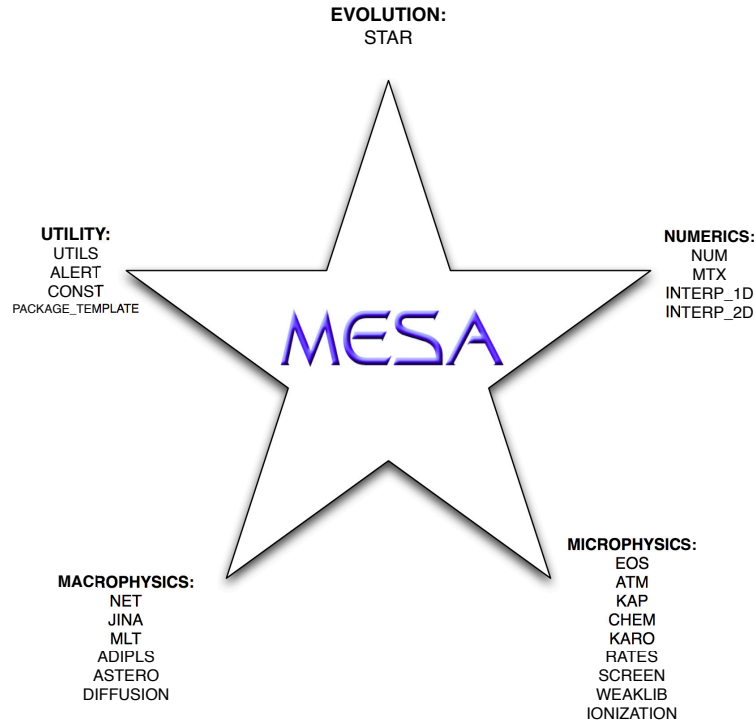 EVOLUTION:
STAR
UTILITY:
UTILS
ALERT
CONST
PACKAGE_TEMPLATE
NUMERICS:
NUM
MTX
INTERP_1D
INTERP_2D
MESA
MACROPHYSICS:
NET
JINA
MLT
ADIPLS
ASTERO
DIFFUSION
MICROPHYSICS:
EOS
ATM
KAP
CHEM
KARO
RATES
SCREEN
WEAKLIB
IONIZATION